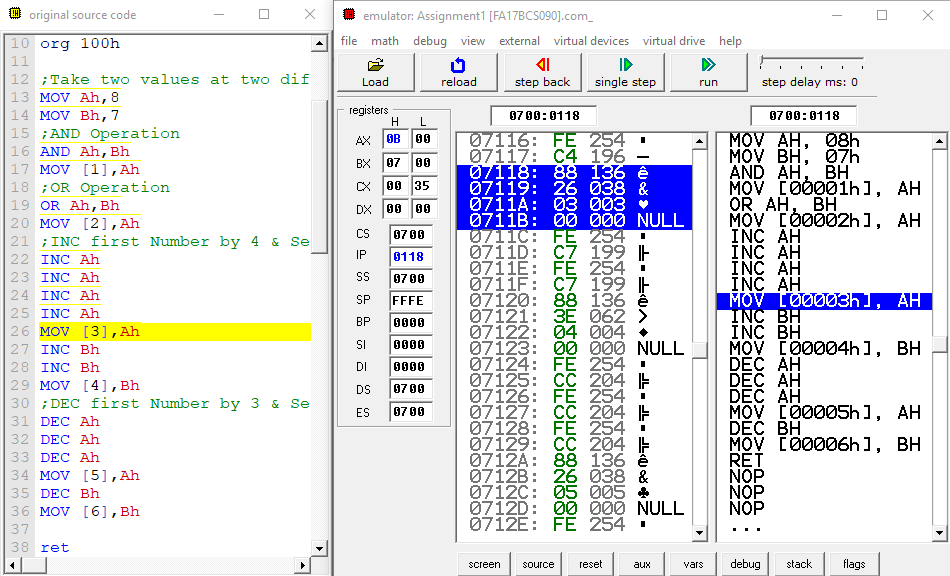 original source code
10 org 100h
11
12 ;Take two values at two dif
13 MOV Ah,8
14 MOV Bh,7
15 ;AND Operation
16 AND Ah,Bh
17 MOV [1],Ah
18 ;OR Operation
19 OR Ah,Bh
20 MOV [2],Ah
21 ;INC first Number by 4 & Se
22 INC Ah
23 INC Ah
24 INC Ah
25 INC Ah
26 MOV [3],Ah
27 INC Bh
28 INC Bh
29 MOV [4],Bh
30 ;DEC first Number by 3 & Se
31 DEC Ah
32 DEC Ah
33 DEC Ah
34 MOV [5],Ah
35 DEC Bh
36 MOV [6],Bh
37
38 ret
emulator: Assignment1 [FA17BCS090].com_
file math debug view external virtual devices virtual drive help
Load reload step back single step run step delay ms: 0
registers
H L
AX 0B 00
BX 07 00
CX 00 35
DX 00 00
CS 0700
IP 0118
SS 0700
SP FFFE
BP 0000
SI 0000
DI 0000
DS 0700
ES 0700
0700:0118
07116: FE 254 ▪
07117: C4 196 ─
07118: 88 136 ê
07119: 26 038 &
0711A: 03 003 ♥
0711B: 00 000 NULL
0711C: FE 254 ▪
0711D: C7 199 ╟
0711E: FE 254 ▪
0711F: C7 199 ╟
07120: 88 136 ê
07121: 3E 062 >
07122: 04 004 ♦
07123: 00 000 NULL
07124: FE 254 ▪
07125: CC 204 ╠
07126: FE 254 ▪
07127: CC 204 ╠
07128: FE 254 ▪
07129: CC 204 ╠
0712A: 88 136 ê
0712B: 26 038 &
0712C: 05 005 ♣
0712D: 00 000 NULL
0712E: FE 254 ▪
0700:0118
MOV AH, 08h
MOV BH, 07h
AND AH, BH
MOV [00001h], AH
OR AH, BH
MOV [00002h], AH
INC AH
INC AH
INC AH
INC AH
MOV [00003h], AH
INC BH
INC BH
MOV [00004h], BH
DEC AH
DEC AH
DEC AH
MOV [00005h], AH
DEC BH
MOV [00006h], BH
RET
NOP
NOP
NOP
...
screen source reset aux vars debug stack flags